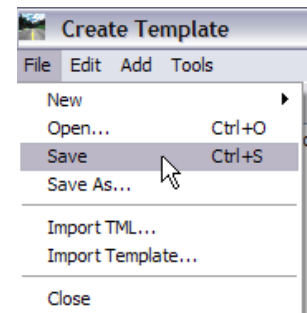 Create Template
File Edit Add Tools
New
Open... Ctrl+O
Save Ctrl+S
Save As...
Import TML...
Import Template...
Close